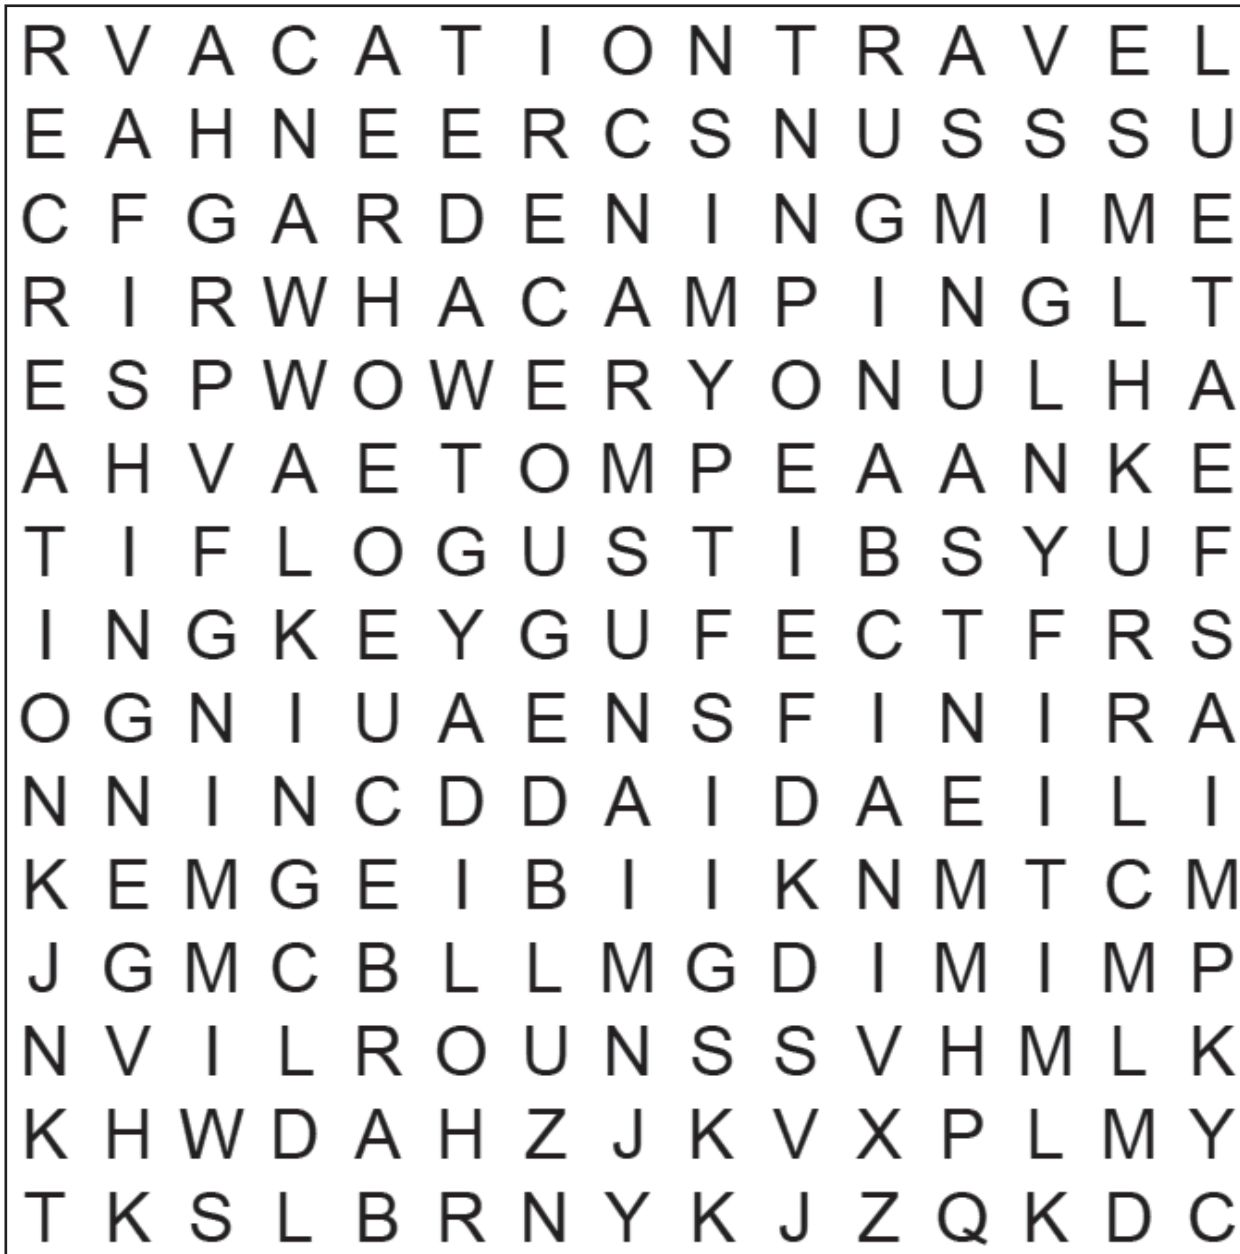 R V A C A T I O N T R A V E L
E A H N E E R C S N U S S S U
C F G A R D E N I N G M I M E
R I R W H A C A M P I N G L T
E S P W O W E R Y O N U L H A
A H V A E T O M P E A A N K E
T I F L O G U S T I B S Y U F
I N G K E Y G U F E C T F R S
O G N I U A E N S F I N I R A
N N I N C D D A I D A E I L I
K E M G E I B I I K N M T C M
J G M C B L L M G D I M I M P
N V I L R O U N S S V H M L K
K H W D A H Z J K V X P L M Y
T K S L B R N Y K J Z Q K D C